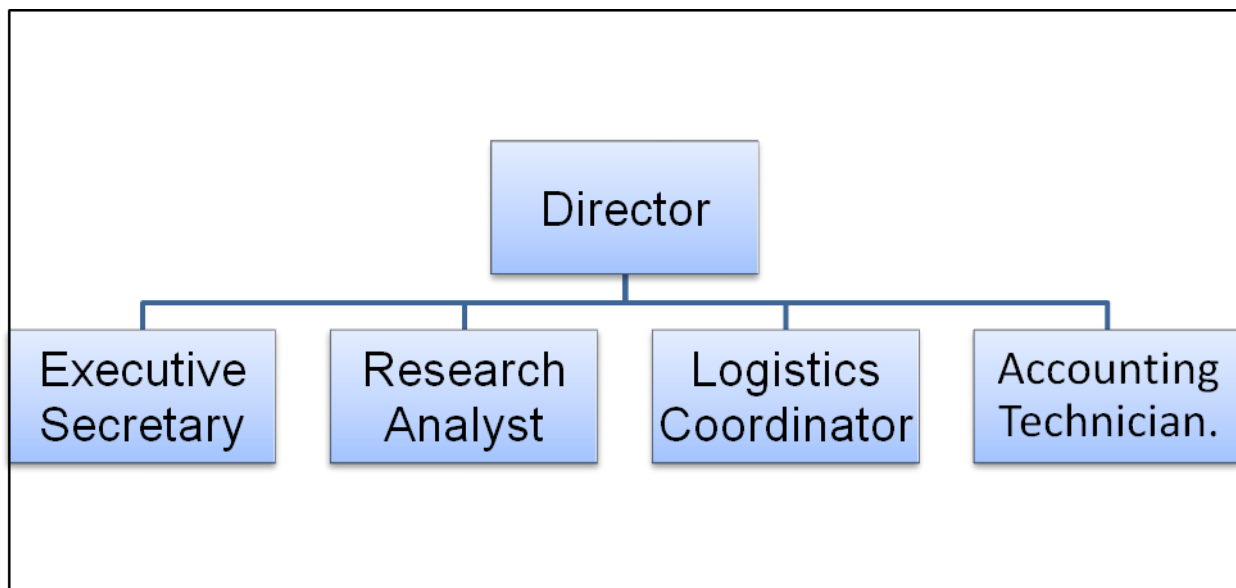 Director
Executive
Secretary
Research
Analyst
Logistics
Coordinator
Accounting
Technician.